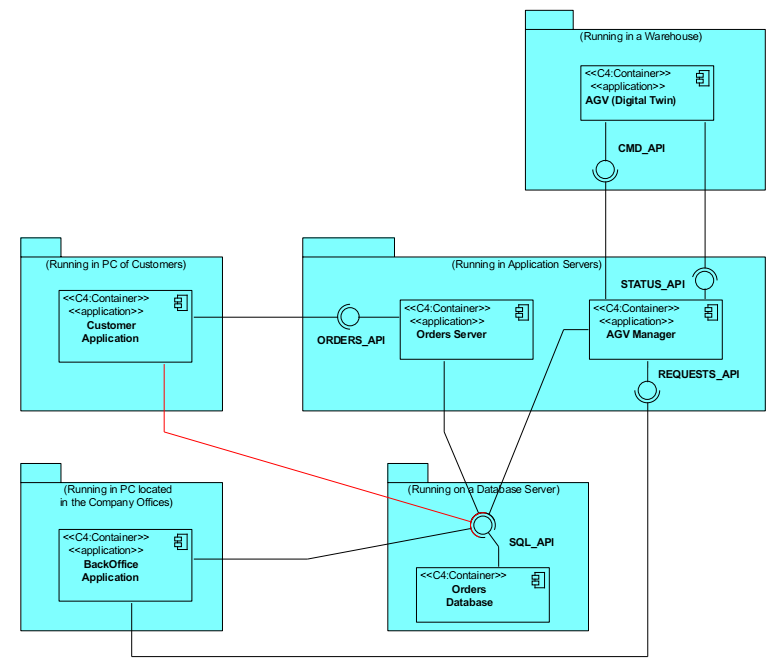 (Running in a Warehouse)
<<C4:Container>>
<<application>>
AGV (Digital Twin)
CMD_API
(Running in PC of Customers)
<<C4:Container>>
<<application>>
Customer
Application
(Running in Application Servers)
STATUS_API
ORDERS_API
<<C4:Container>>
<<application>>
Orders Server
<<C4:Container>>
<<application>>
AGV Manager
REQUESTS_API
(Running in PC located
in the Company Offices)
<<C4:Container>>
<<application>>
BackOffice
Application
(Running on a Database Server)
SQL_API
<<C4:Container>>
Orders
Database